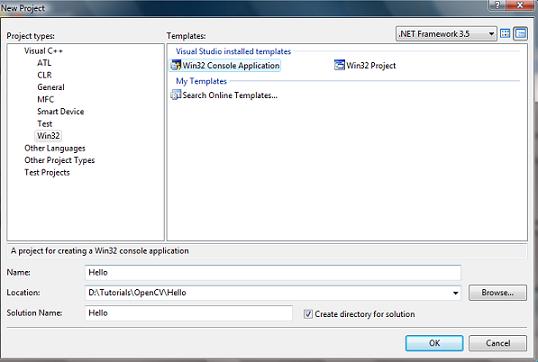 New Project
Project types:
Templates:
.NET Framework 3.5
Visual C++
ATL
CLR
General
MFC
Smart Device
Test
Win32
Other Languages
Other Project Types
Test Projects
Visual Studio installed templates
Win32 Console Application
Win32 Project
My Templates
Search Online Templates...
A project for creating a Win32 console application
Name:
Hello
Location:
D:\Tutorials\OpenCV\Hello
Browse...
Solution Name:
Hello
Create directory for solution
OK
Cancel